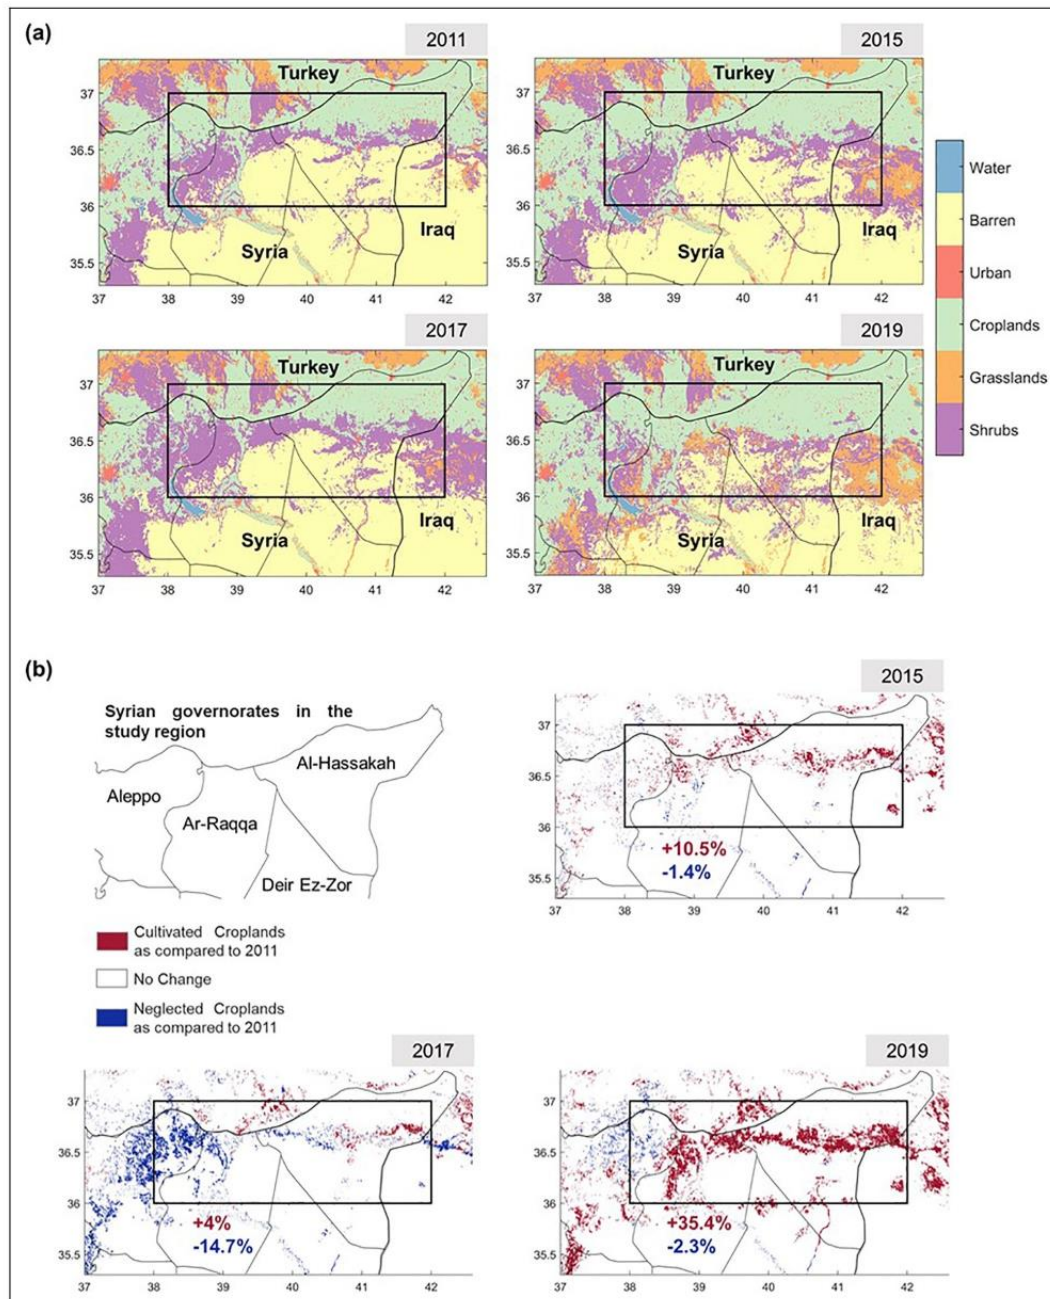 (a)
2011
2015
Turkey
Turkey
37
36.5
36
35.5
37
36.5
36
35.5
Syria
Iraq
Syria
Iraq
37 38 39 40 41 42
37 38 39 40 41 42
Water
Barren
Urban
Croplands
Grasslands
Shrubs
2017
2019
Turkey
Turkey
37
36.5
36
35.5
37
36.5
36
35.5
Syria
Iraq
Syria
Iraq
37 38 39 40 41 42
37 38 39 40 41 42
(b)
Syrian governorates in the
study region
Al-Hassakah
Aleppo
Ar-Raqqa
Deir Ez-Zor
2015
37
36.5
36
35.5
+10.5%
-1.4%
37 38 39 40 41 42
Cultivated Croplands
as compared to 2011
No Change
Neglected Croplands
as compared to 2011
2017
37
36.5
36
35.5
+4%
-14.7%
37 38 39 40 41 42
2019
37
36.5
36
35.5
+35.4%
-2.3%
37 38 39 40 41 42